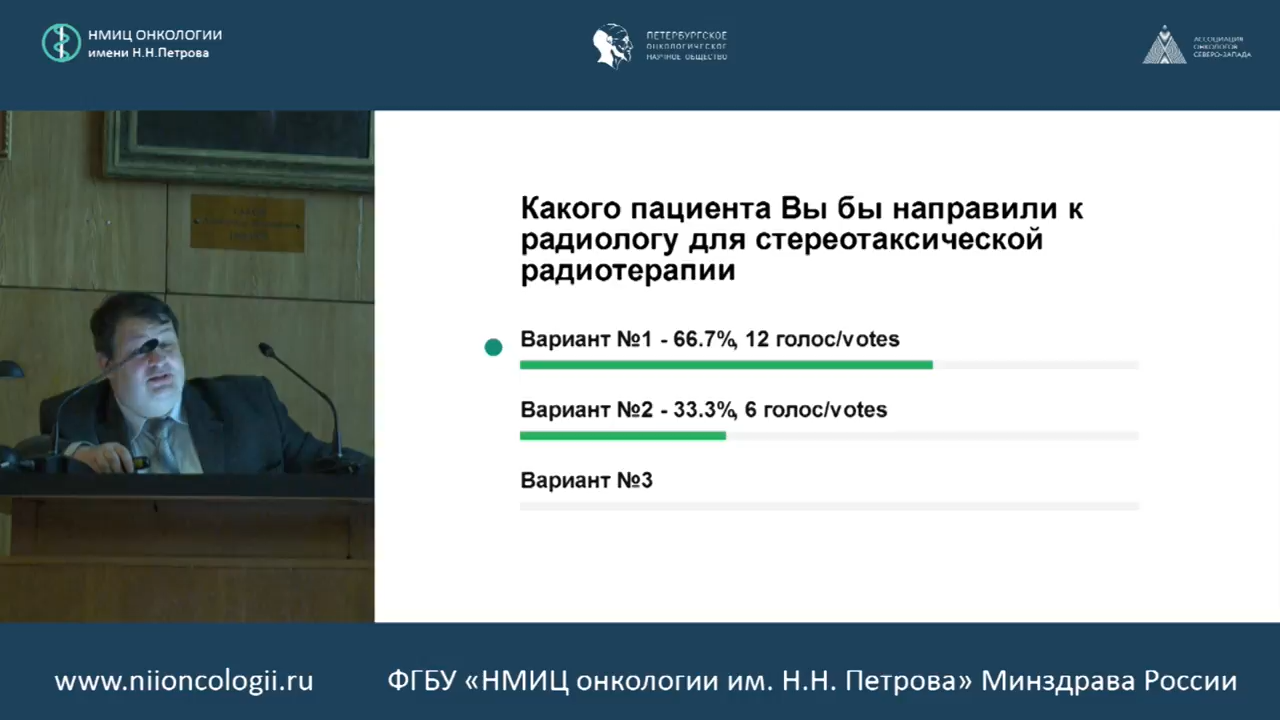 НМИЦ ОНКОЛОГИИ
имени Н.Н.Петрова
ПЕТЕРБУРГСКОЕ
ОНКОЛОГИЧЕСКОЕ
НАУЧНОЕ ОБЩЕСТВО
АССОЦИАЦИЯ
ОНКОЛОГОВ
СЕВЕРО-ЗАПАДА
Какого пациента Вы бы направили к
радиологу для стереотаксической
радиотерапии
Вариант №1 - 66.7%, 12 голос/votes
Вариант №2 - 33.3%, 6 голос/votes
Вариант №3
www.niioncologii.ru
ФГБУ «НМИЦ онкологии им. Н.Н. Петрова» Минздрава России